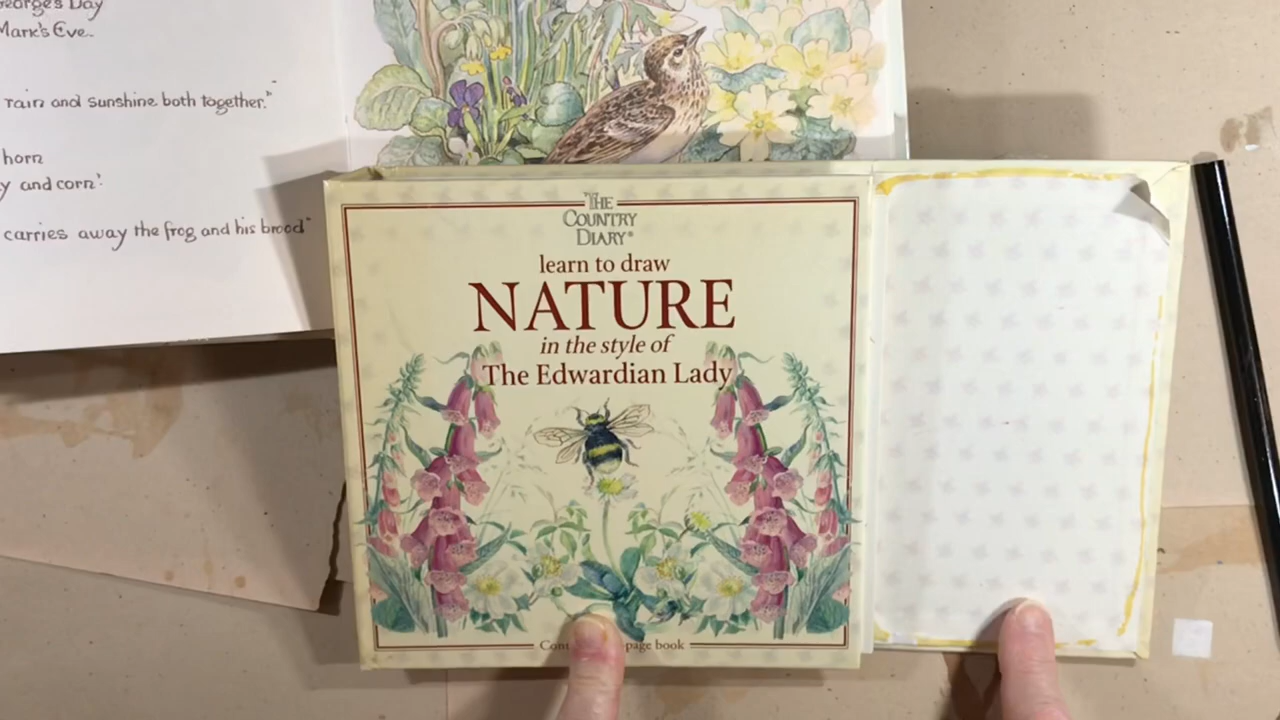 George's Day
Mark's Eve.
rain and sunshine both together."
horn
y and corn'.
carries away the frog and his brood"
THE
COUNTRY
DIARY®
learn to draw
NATURE
in the style of
The Edwardian Lady
page book